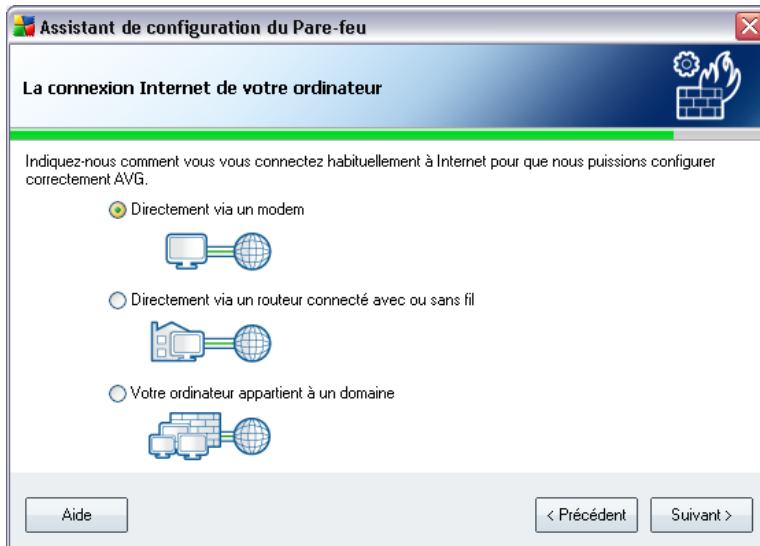 Assistant de configuration du Pare-feu
La connexion Internet de votre ordinateur
Indiquez-nous comment vous vous connectez habituellement à Internet pour que nous puissions configurer
correctement AVG.
Directement via un modem
Directement via un routeur connecté avec ou sans fil
Votre ordinateur appartient à un domaine
Aide
< Précédent
Suivant >